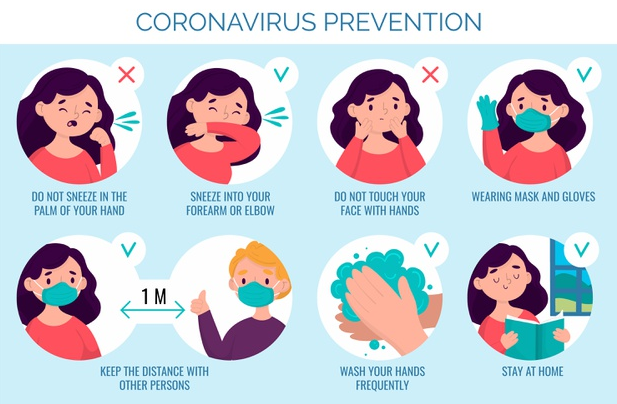 CORONAVIRUS PREVENTION
DO NOT SNEEZE IN THE
PALM OF YOUR HAND
SNEEZE INTO YOUR
FOREARM OR ELBOW
DO NOT TOUCH YOUR
FACE WITH HANDS
WEARING MASK AND GLOVES
1 M
KEEP THE DISTANCE WITH
OTHER PERSONS
WASH YOUR HANDS
FREQUENTLY
STAY AT HOME